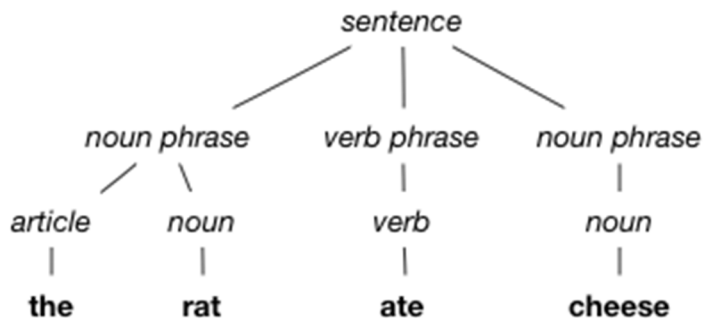 sentence
noun phrase verb phrase noun phrase
article noun verb noun
the rat ate cheese